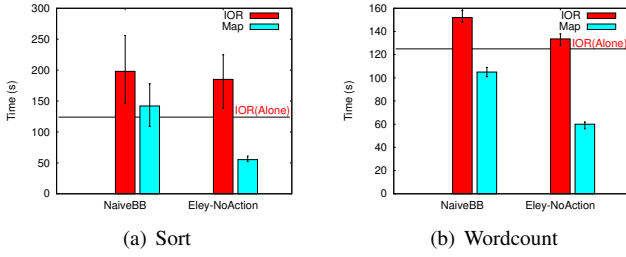 300
250
200
150
100
50
0
Time (s)
IOR
Map
IOR(Alone)
NaiveBB
Eley-NoAction
(a) Sort
160
140
120
100
80
60
40
20
0
Time (s)
IOR
Map
IOR(Alone)
NaiveBB
Eley-NoAction
(b) Wordcount